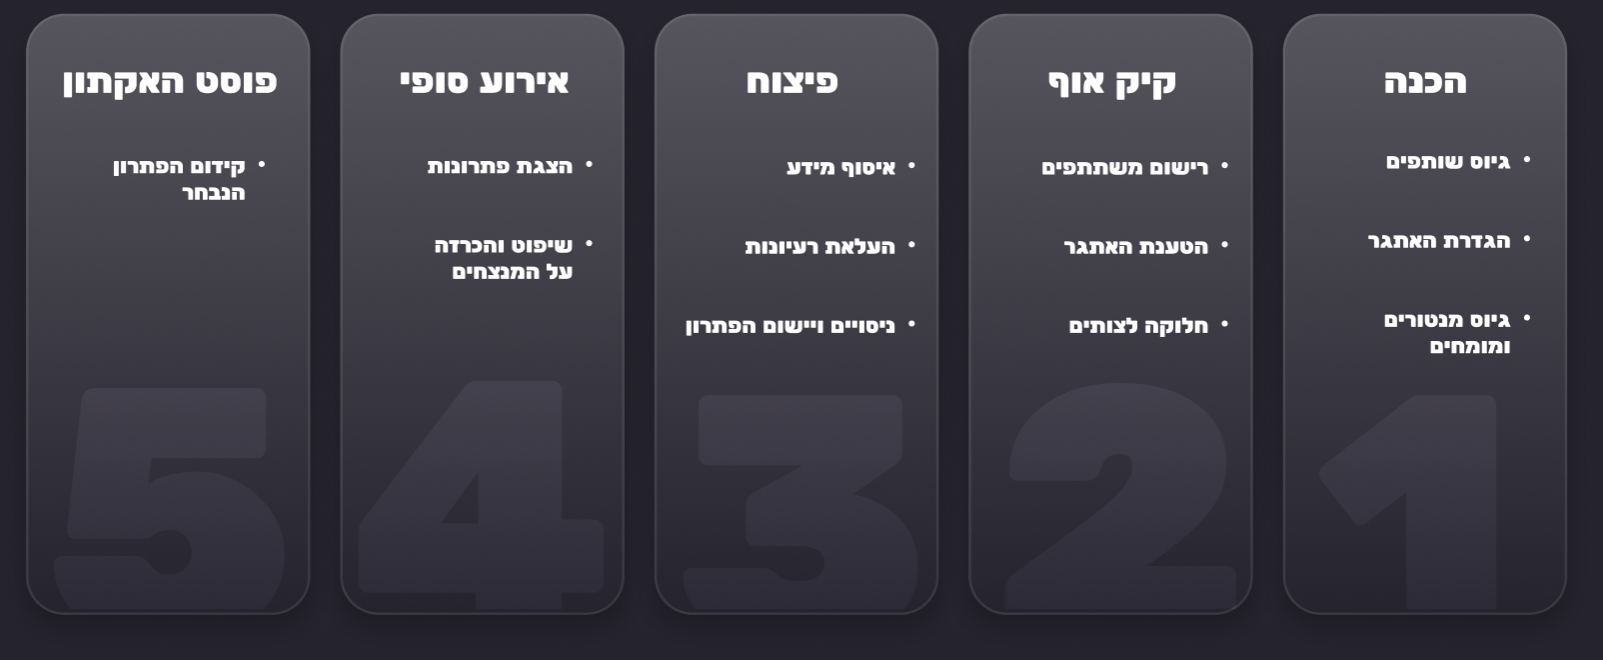 הכנה
• גיוס שותפים
• הגדרת האתגר
• גיוס מנטורים
ומומחים
1
קיק אוף
• רישום משתתפים
• הטענת האתגר
• חלוקה לצוותים
2
פיצוח
• איסוף מידע
• העלאת רעיונות
• ניסויים ויישום הפתרון
3
אירוע סופי
• הצגת פתרונות
• שיפוט והכרזה
על המנצחים
4
פוסט האקתון
• קידום הפתרון
הנבחר
5